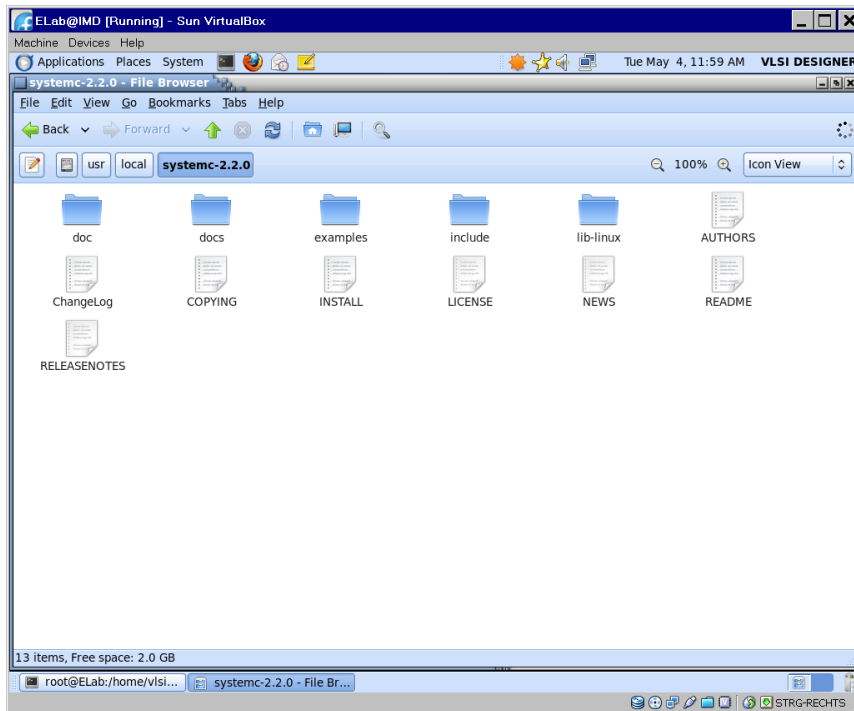 ELab@IMD [Running] - Sun VirtualBox
Machine Devices Help
Applications Places System Tue May 4, 11:59 AM VLSI DESIGNER
systemc-2.2.0 - File Browser
File Edit View Go Bookmarks Tabs Help
Back Forward
usr local systemc-2.2.0 100% Icon View
doc docs examples include lib-linux AUTHORS
ChangeLog COPYING INSTALL LICENSE NEWS README
RELEASENOTES
13 items, Free space: 2.0 GB
root@ELab:/home/vlsi... systemc-2.2.0 - File Br...
STRG-RECHTS